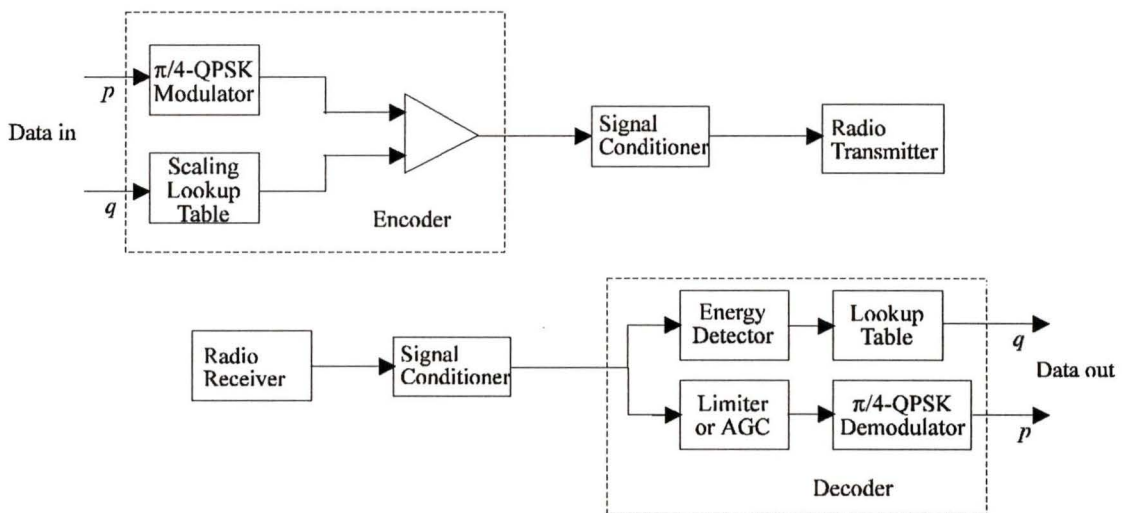 p
π/4-QPSK
Modulator
Data in
q
Scaling
Lookup
Table
Encoder
Signal
Conditioner
Radio
Transmitter
Radio
Receiver
Signal
Conditioner
Energy
Detector
Lookup
Table
q
Data out
Limiter
or AGC
π/4-QPSK
Demodulator
p
Decoder